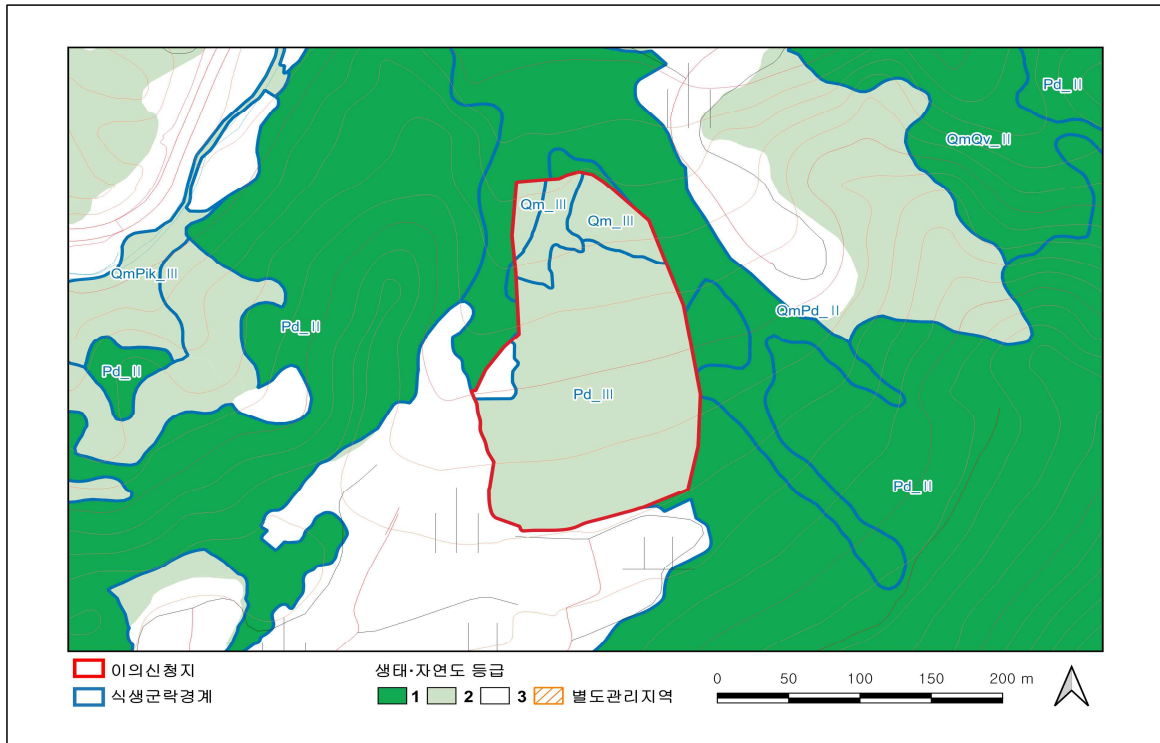 Pd_Ⅱ
QmQv_Ⅱ
Qm_Ⅲ
Qm_Ⅲ
QmPik_Ⅲ
QmPd_Ⅱ
Pd_Ⅱ
Pd_Ⅱ
Pd_Ⅲ
Pd_Ⅱ
이의신청지
식생군락경계
생태·자연도 등급
1 2 3 별도관리지역
0 50 100 150 200 m